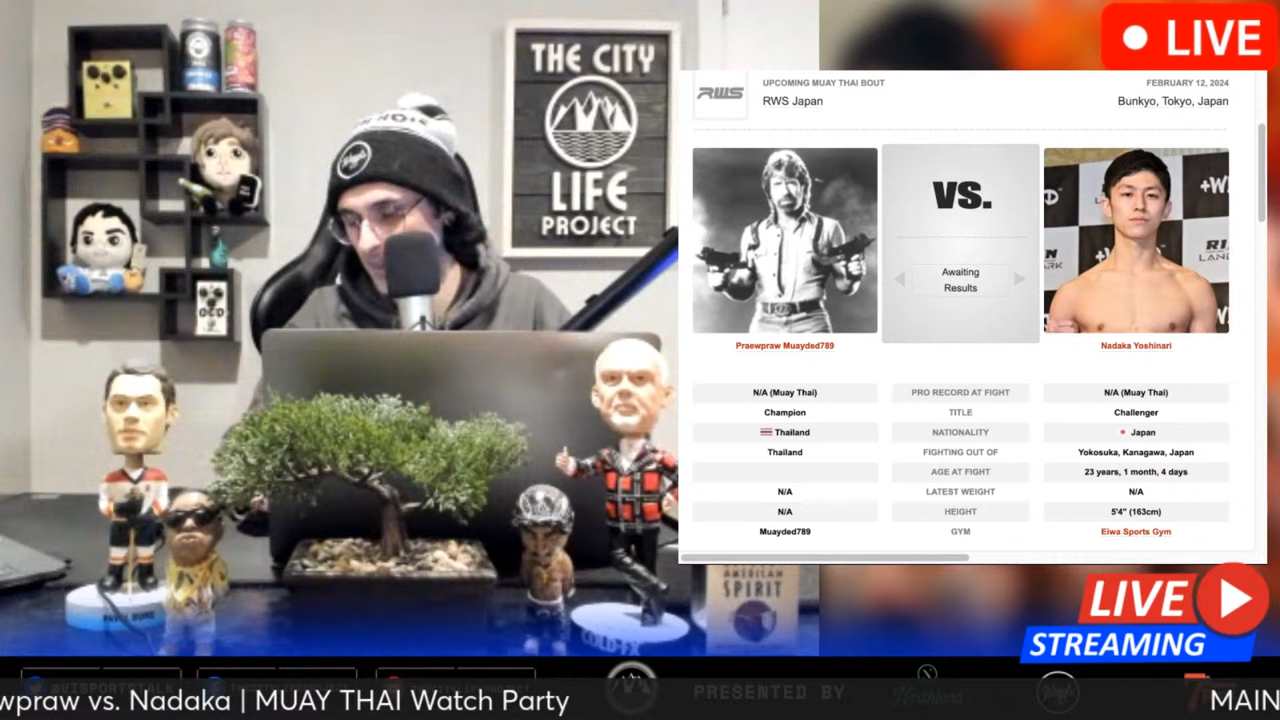 LIVE
THE CITY
LIFE
PROJECT
RWS
UPCOMING MUAY THAI BOUT
RWS Japan
FEBRUARY 12, 2024
Bunkyo, Tokyo, Japan
VS.
Awaiting
Results
Praewpraw Muayded789
Nadaka Yoshinari
N/A (Muay Thai) PRO RECORD AT FIGHT N/A (Muay Thai)
Champion TITLE Challenger
Thailand NATIONALITY Japan
Thailand FIGHTING OUT OF Yokosuka, Kanagawa, Japan
AGE AT FIGHT 23 years, 1 month, 4 days
N/A LATEST WEIGHT N/A
N/A HEIGHT 5'4" (163cm)
Muayded789 GYM Eiwa Sports Gym
AMERICAN
SPIRIT
COLD-FX
LIVE
STREAMING
PRESENTED BY
wpraw vs. Nadaka | MUAY THAI Watch Party
MAIN